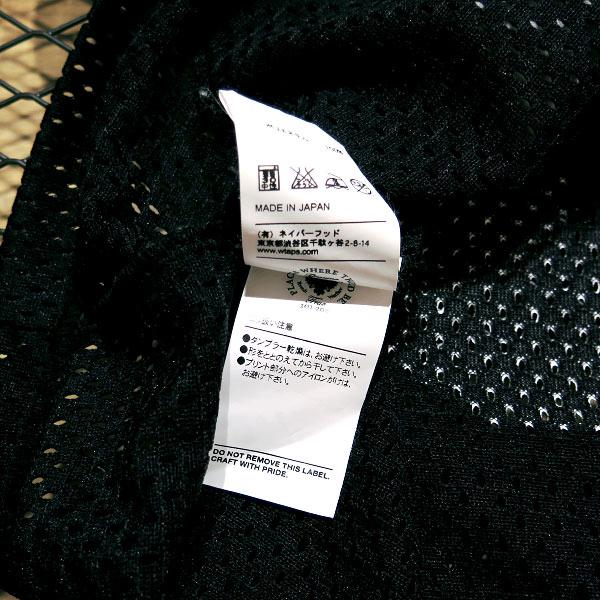 MADE IN JAPAN
(有) ネイバーフッド
東京都渋谷区千駄ヶ谷2-8-14
www.wtaps.com
PLACE WHERE THIRD
扱い注意
●タンブラー乾燥は、お避け下さい。
●形をととのえてから干して下さい。
●プリント部分へのアイロンがけは、
お避け下さい。
DO NOT REMOVE THIS LABEL.
CRAFT WITH PRIDE.